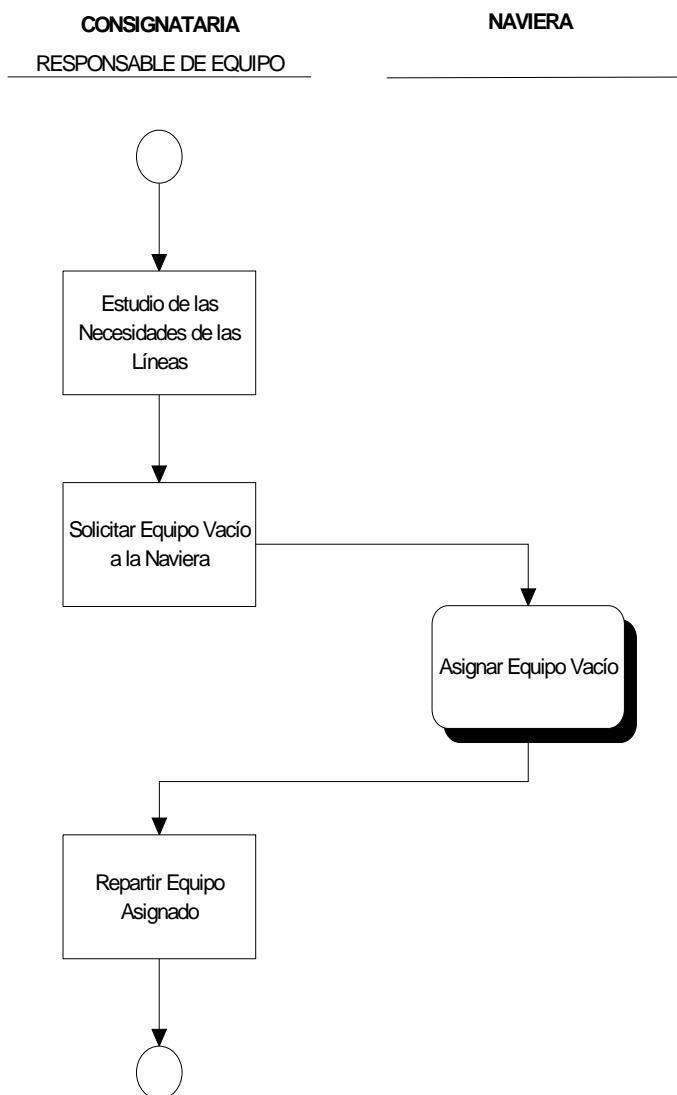 CONSIGNATARIA
RESPONSABLE DE EQUIPO
NAVIERA
Estudio de las
Necesidades de las
Líneas
Solicitar Equipo Vacío
a la Naviera
Asignar Equipo Vacío
Repartir Equipo
Asignado